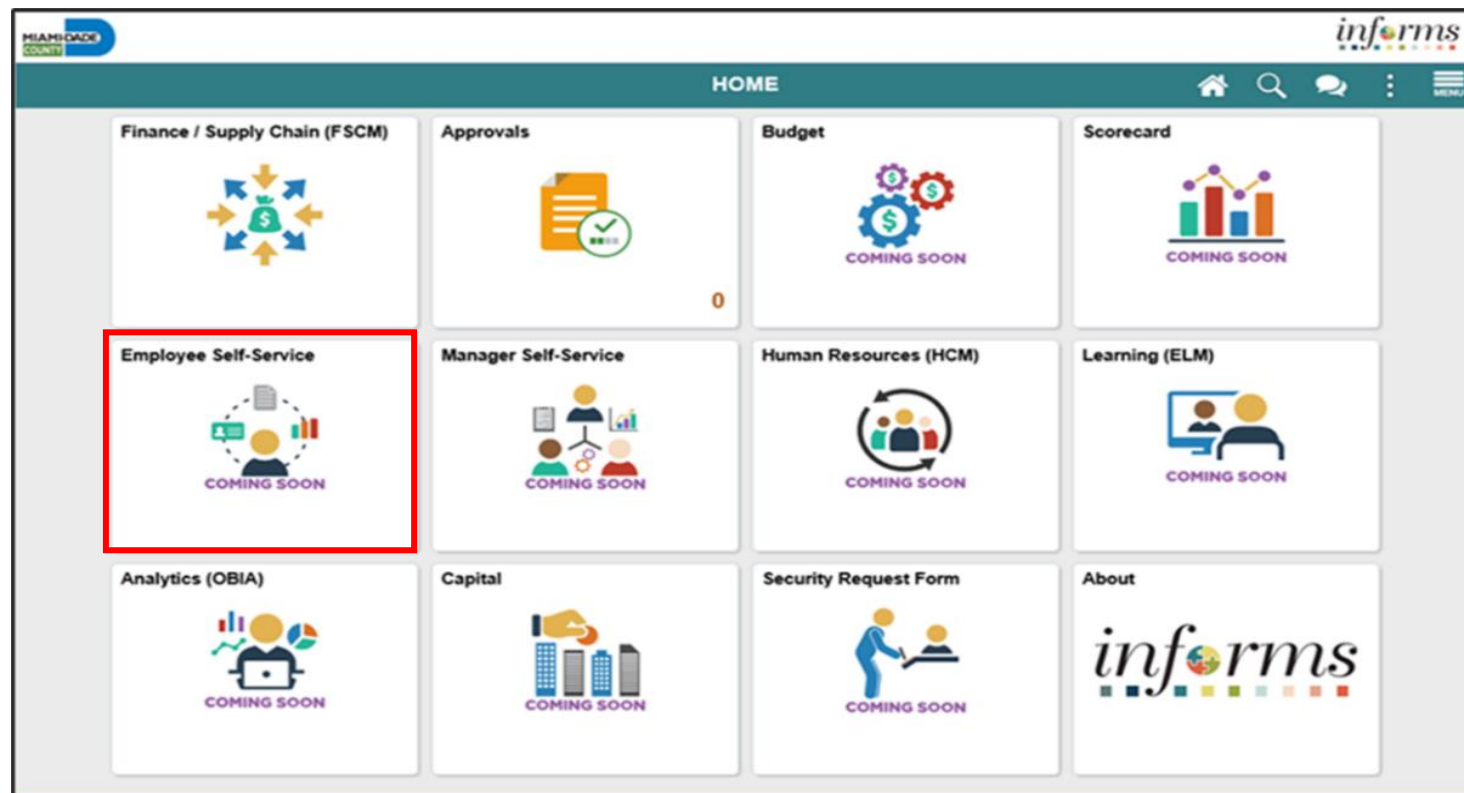 MIAMI-DADE
COUNTY
informs
HOME
MENU
Finance / Supply Chain (FSCM)
Approvals
Budget
Scorecard
COMING SOON
COMING SOON
0
Employee Self-Service
Manager Self-Service
Human Resources (HCM)
Learning (ELM)
COMING SOON
COMING SOON
COMING SOON
COMING SOON
Analytics (OBIA)
Capital
Security Request Form
About
informs
COMING SOON
COMING SOON
COMING SOON